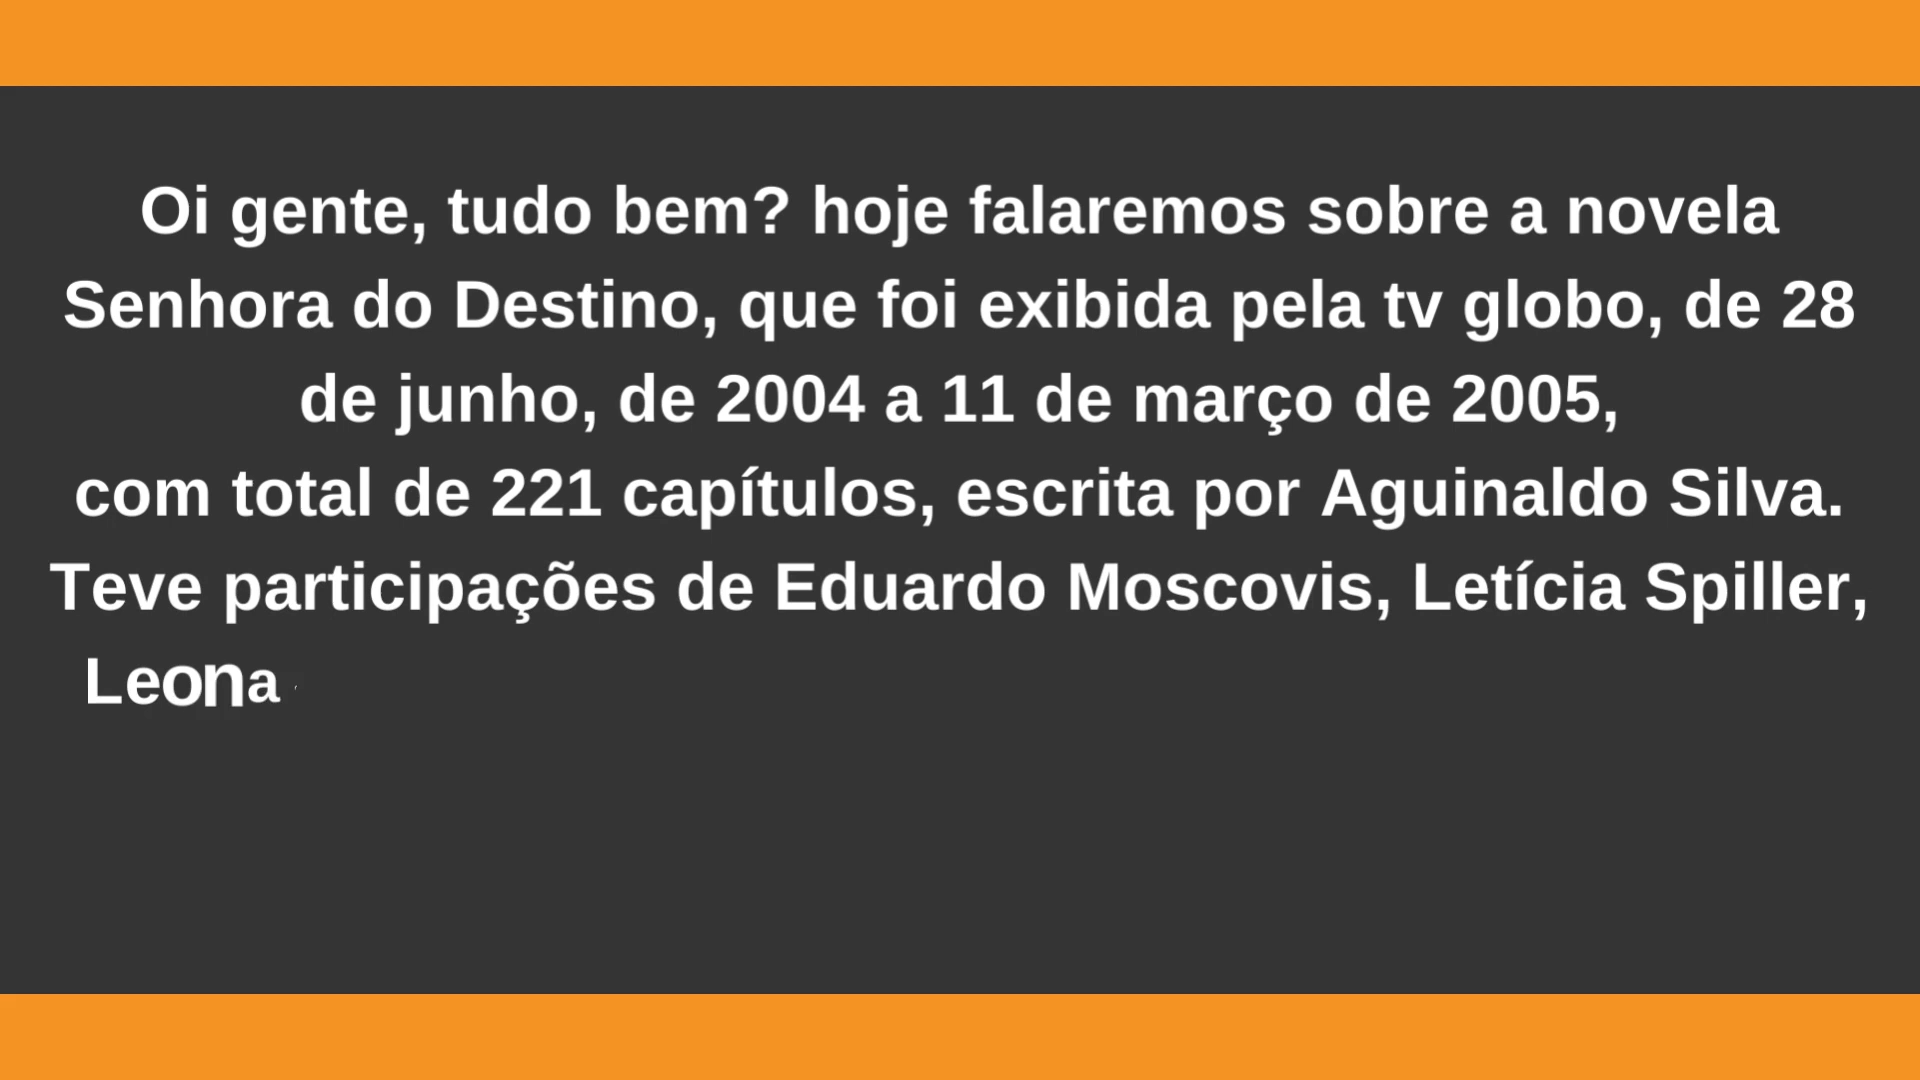 Oi gente, tudo bem? hoje falaremos sobre a novela
Senhora do Destino, que foi exibida pela tv globo, de 28
de junho, de 2004 a 11 de março de 2005,
com total de 221 capítulos, escrita por Aguinaldo Silva.
Teve participações de Eduardo Moscovis, Letícia Spiller,
Leona